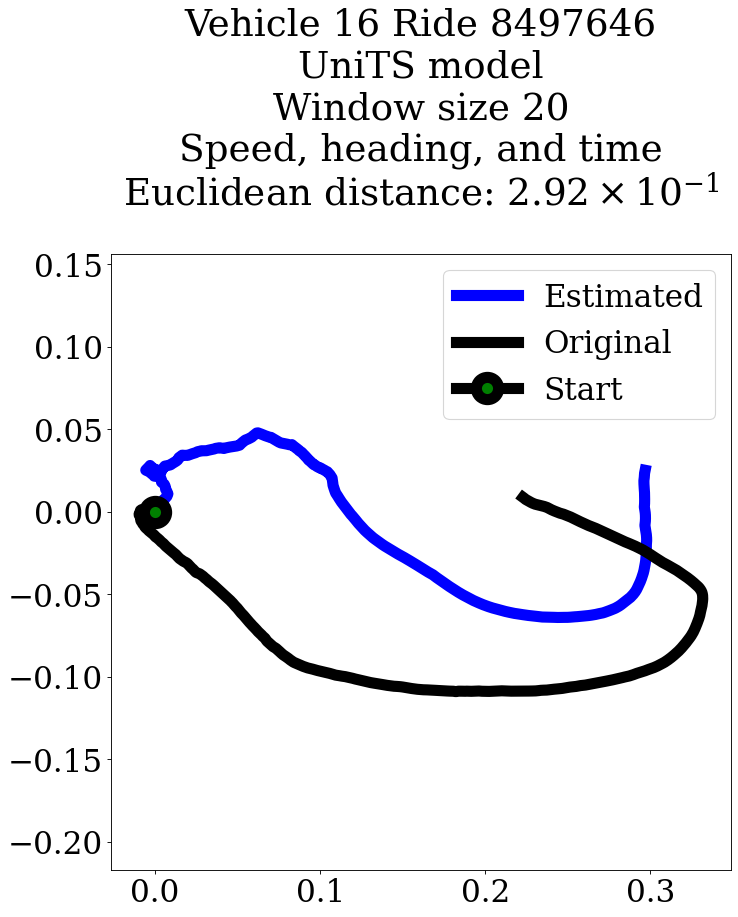 Vehicle 16 Ride 8497646
UniTS model
Window size 20
Speed, heading, and time
Euclidean distance: 2.92 × 10⁻¹
Estimated
Original
Start
0.15
0.10
0.05
0.00
−0.05
−0.10
−0.15
−0.20
0.0 0.1 0.2 0.3